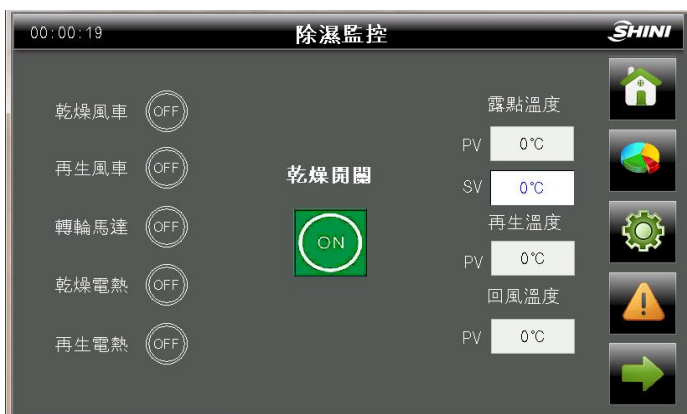 00:00:19
除濕監控
SHINI
乾燥風車 OFF
再生風車 OFF
轉輪馬達 OFF
乾燥電熱 OFF
再生電熱 OFF
乾燥開關
ON
露點溫度
PV 0℃
SV 0℃
再生溫度
PV 0℃
回風溫度
PV 0℃